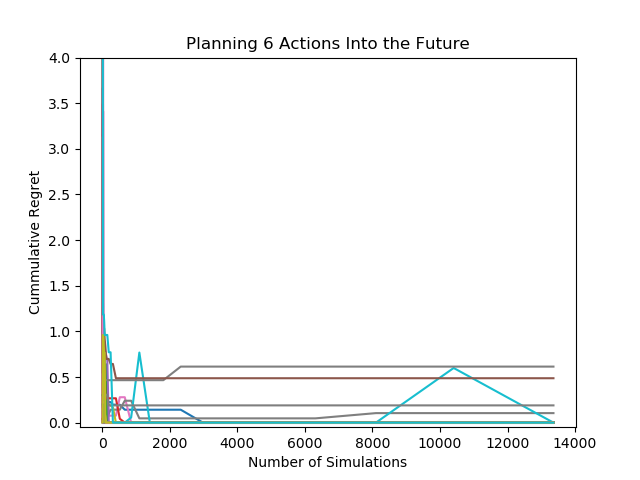 Planning 6 Actions Into the Future
4.0
3.5
3.0
2.5
2.0
1.5
1.0
0.5
0.0
Cummulative Regret
0 2000 4000 6000 8000 10000 12000 14000
Number of Simulations